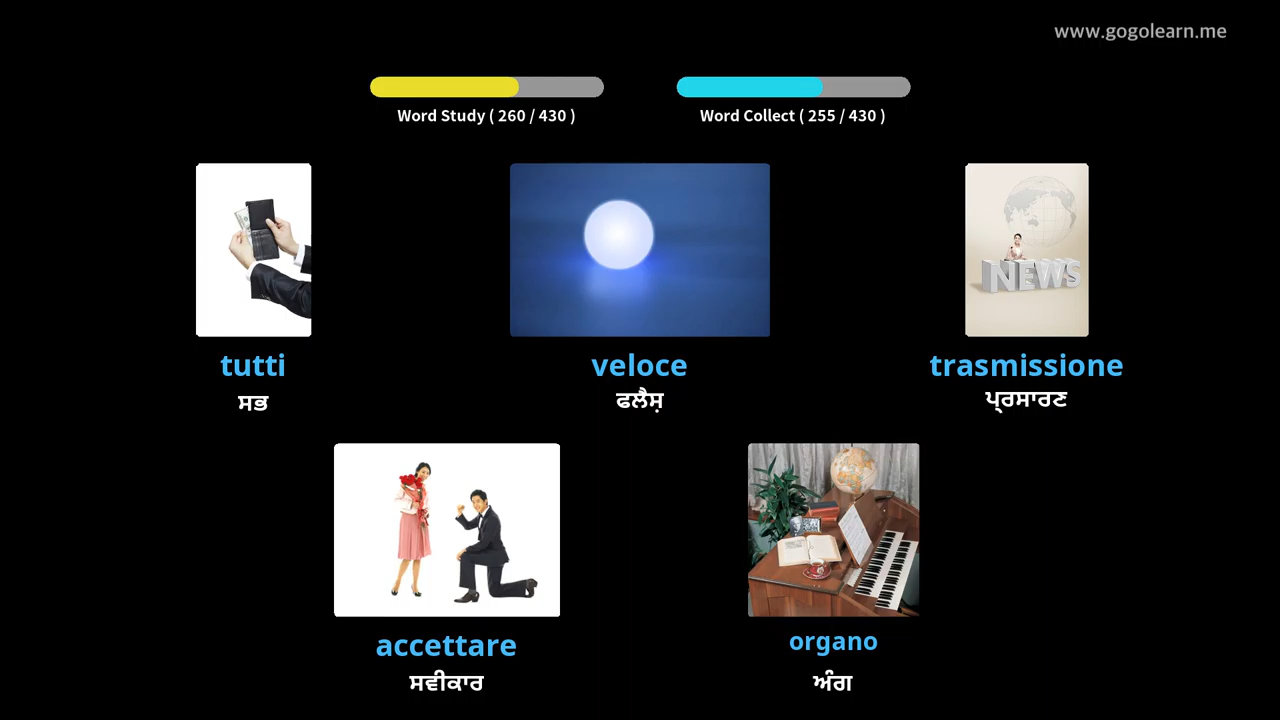 www.gogolearn.me
Word Study ( 260 / 430 )
Word Collect ( 255 / 430 )
NEWS
tutti
ਸਭ
veloce
ਫਲੈਸ਼
trasmissione
ਪ੍ਰਸਾਰਣ
accettare
ਸਵੀਕਾਰ
organo
ਅੰਗ